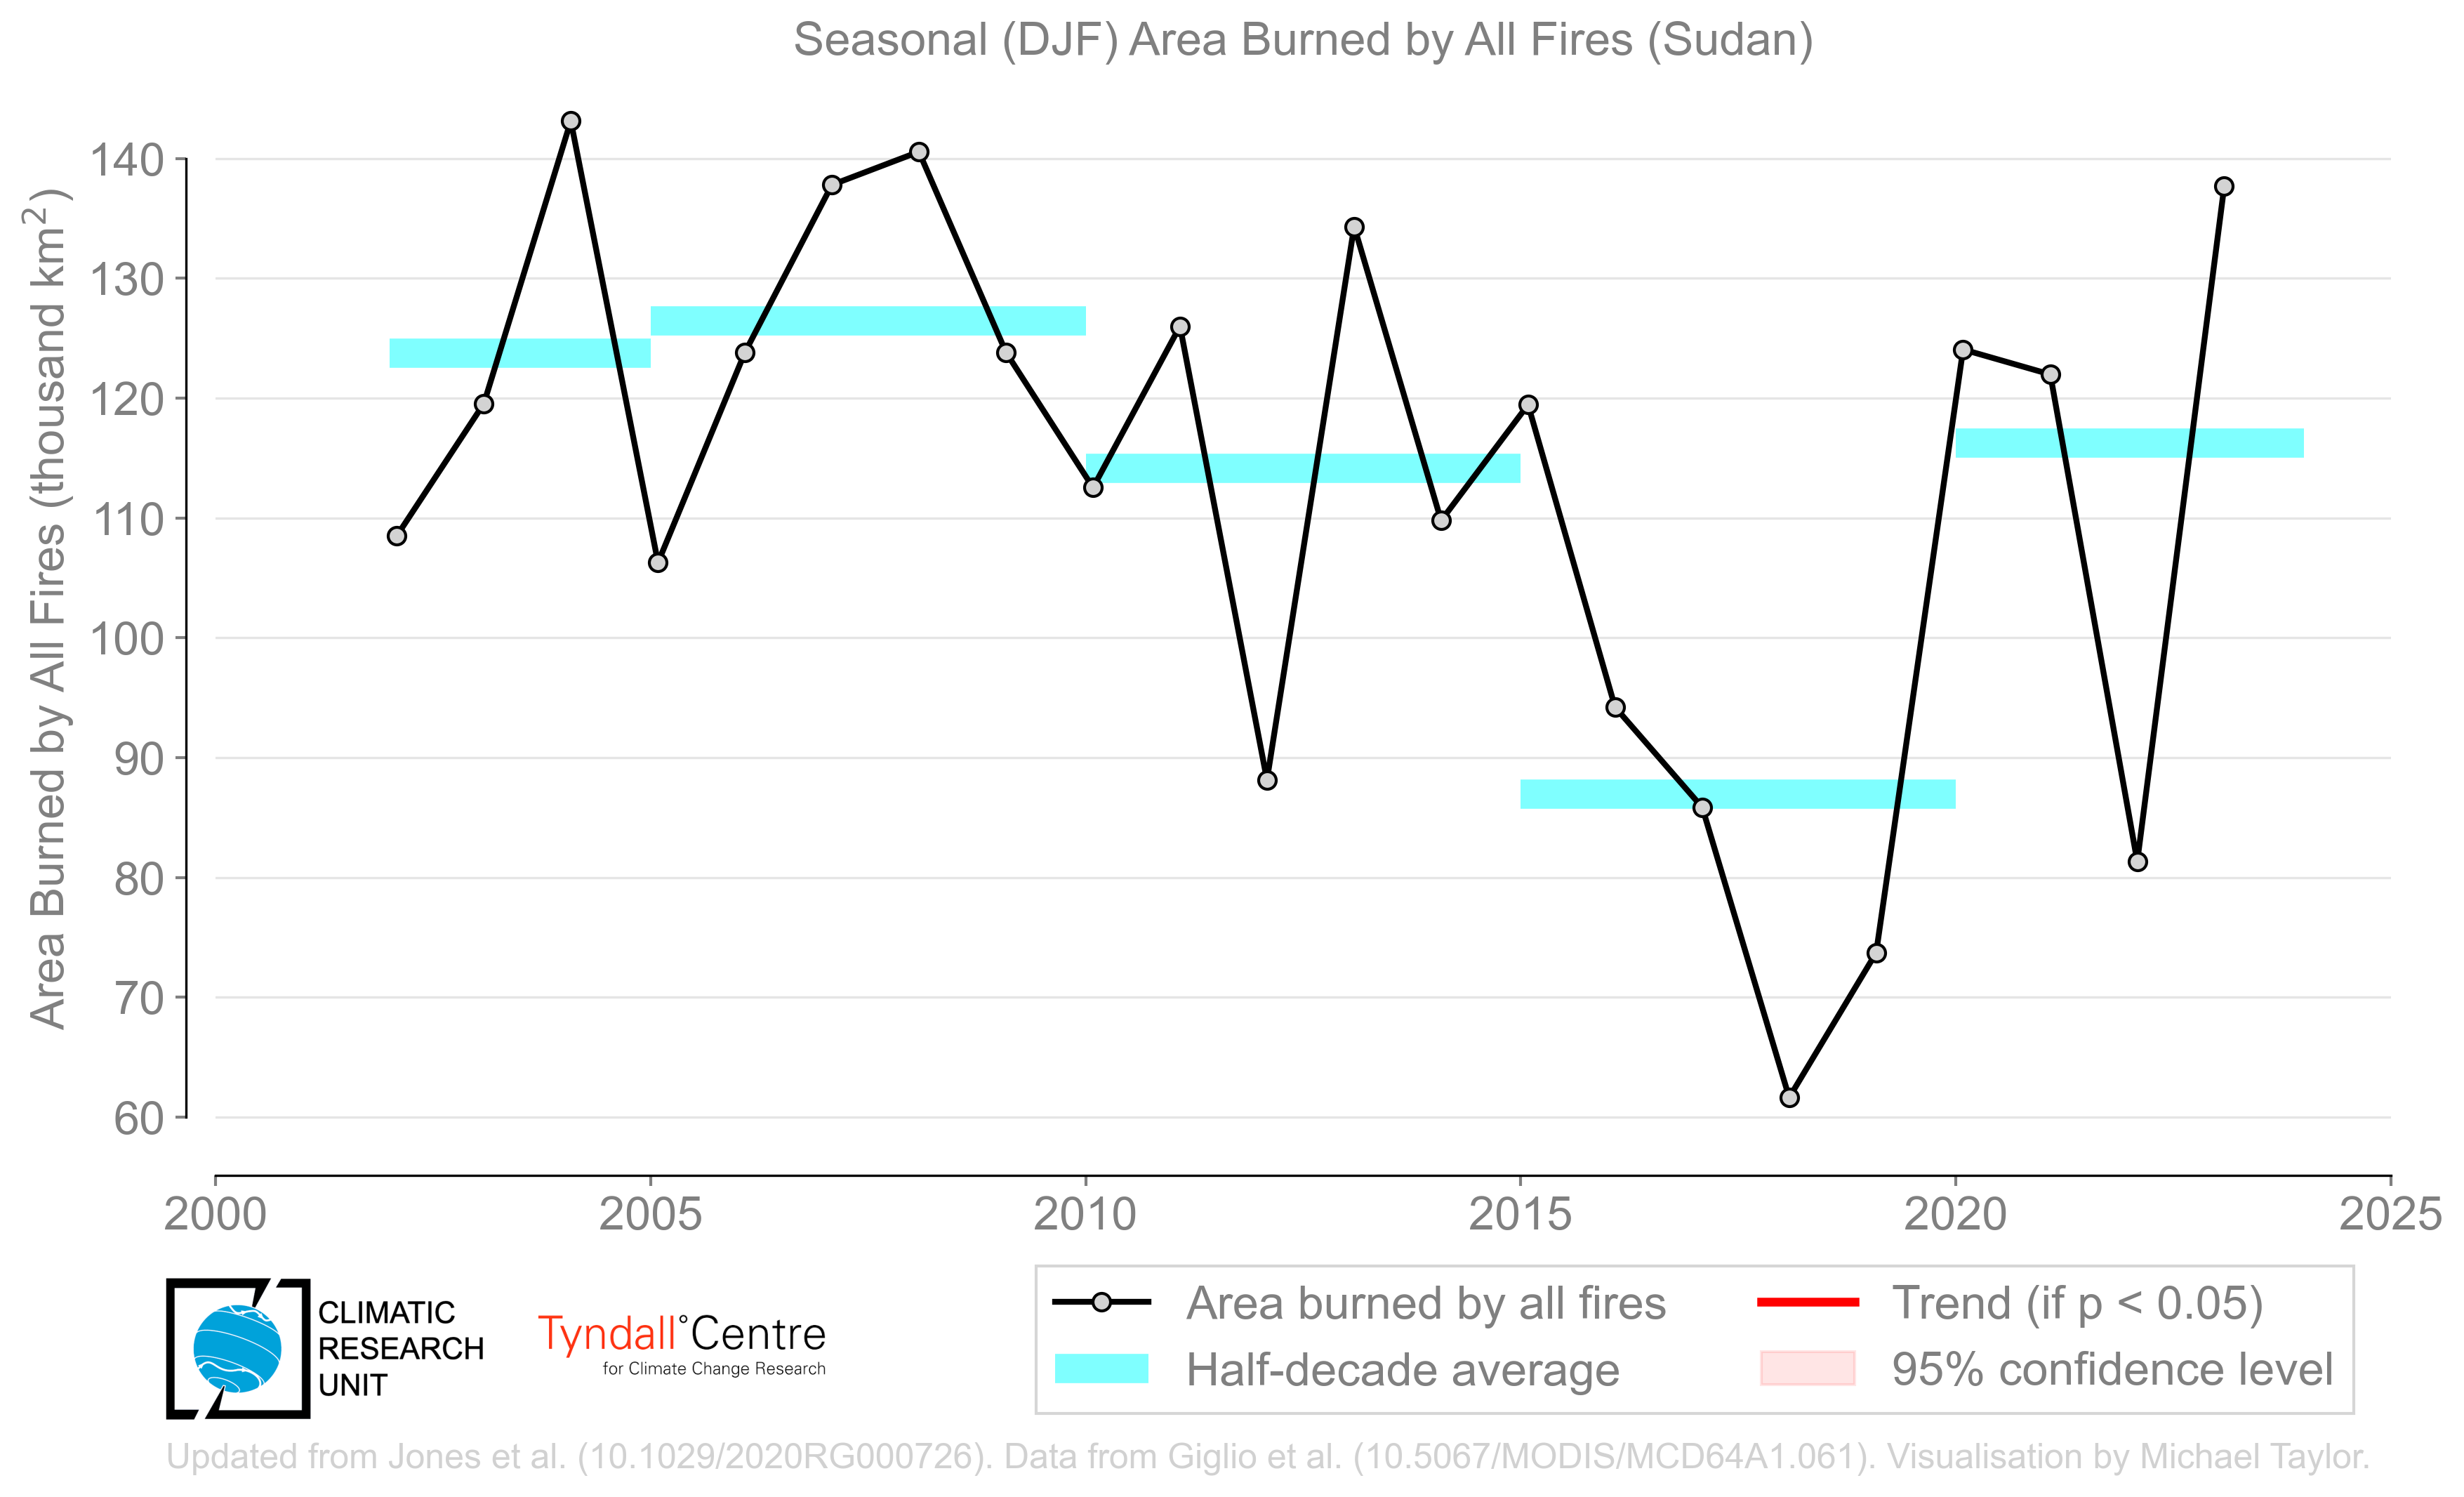 Seasonal (DJF) Area Burned by All Fires (Sudan)
Area Burned by All Fires (thousand km²)
140
130
120
110
100
90
80
70
60
2000 2005 2010 2015 2020 2025
Area burned by all fires
Half-decade average
Trend (if p < 0.05)
95% confidence level
CLIMATIC
RESEARCH
UNIT
Tyndall°Centre
for Climate Change Research
Updated from Jones et al. (10.1029/2020RG000726). Data from Giglio et al. (10.5067/MODIS/MCD64A1.061). Visualisation by Michael Taylor.